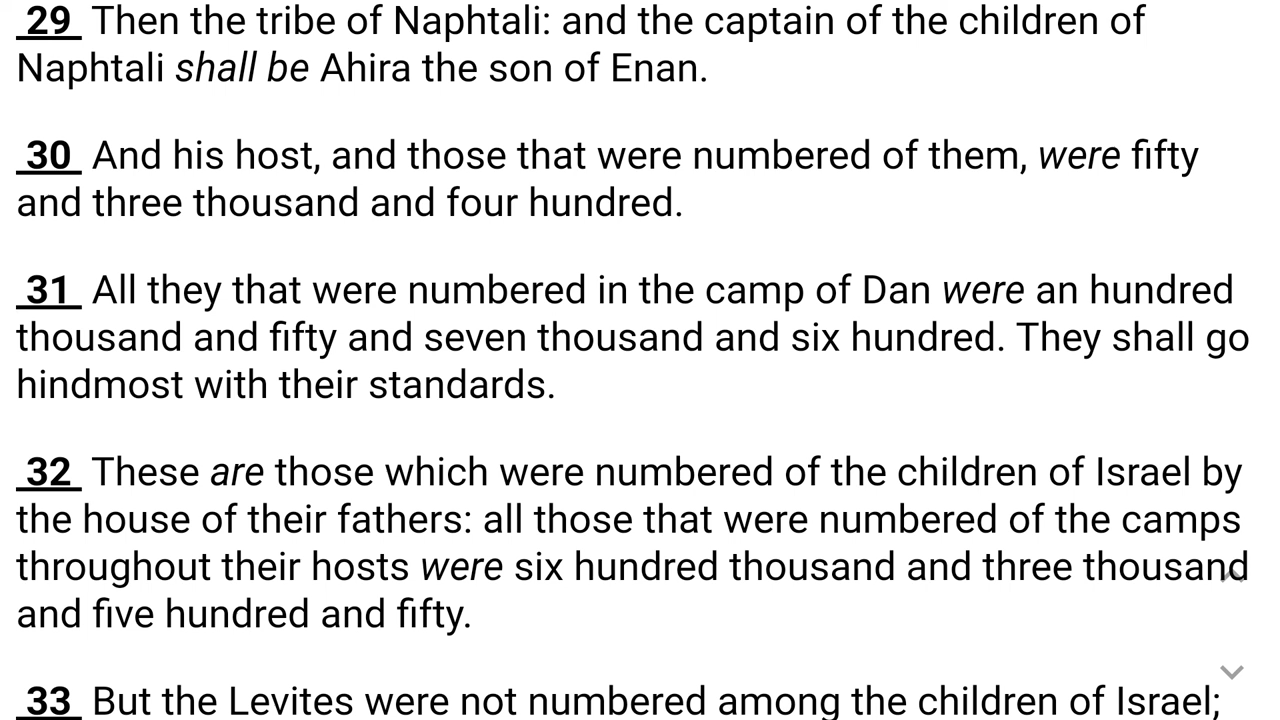 29 Then the tribe of Naphtali: and the captain of the children of
Naphtali shall be Ahira the son of Enan.
30 And his host, and those that were numbered of them, were fifty
and three thousand and four hundred.
31 All they that were numbered in the camp of Dan were an hundred
thousand and fifty and seven thousand and six hundred. They shall go
hindmost with their standards.
32 These are those which were numbered of the children of Israel by
the house of their fathers: all those that were numbered of the camps
throughout their hosts were six hundred thousand and three thousand
and five hundred and fifty.
33 But the Levites were not numbered among the children of Israel;